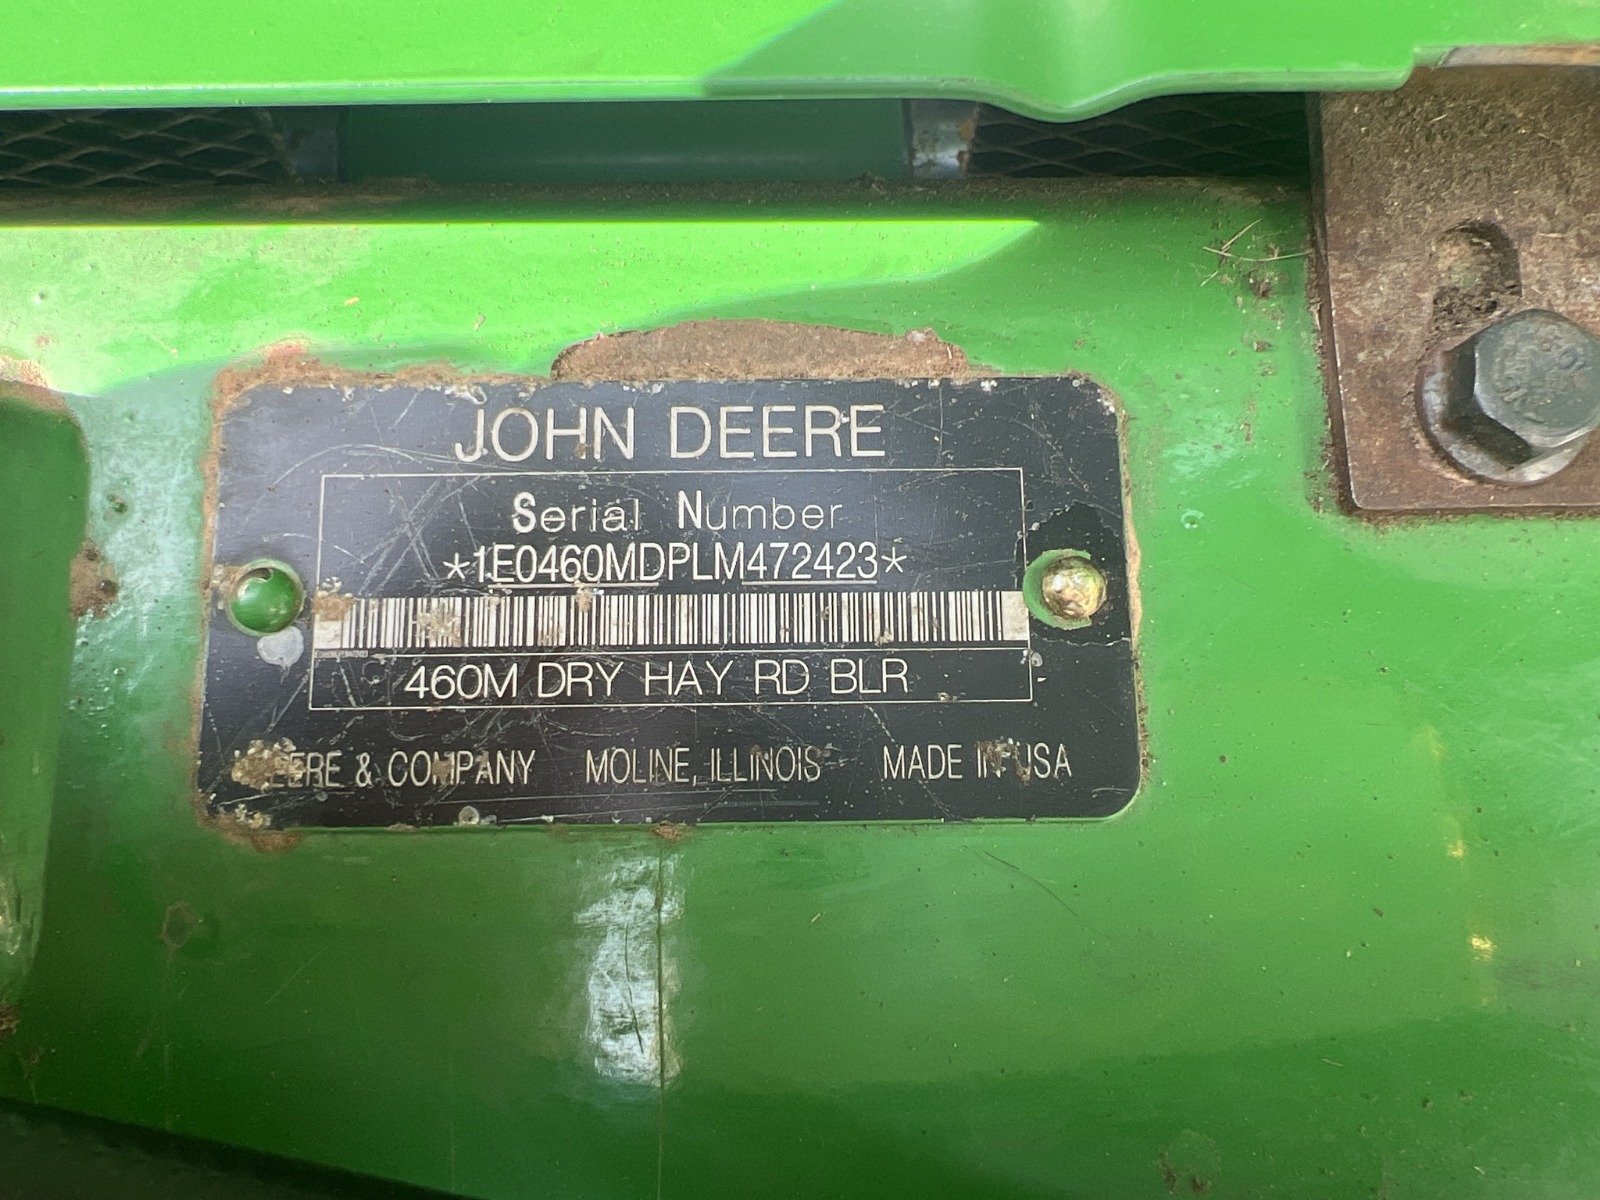 JOHN DEERE
Serial Number
*1E0460MDPLM472423*
460M DRY HAY RD BLR
DEERE & COMPANY MOLINE, ILLINOIS MADE IN USA